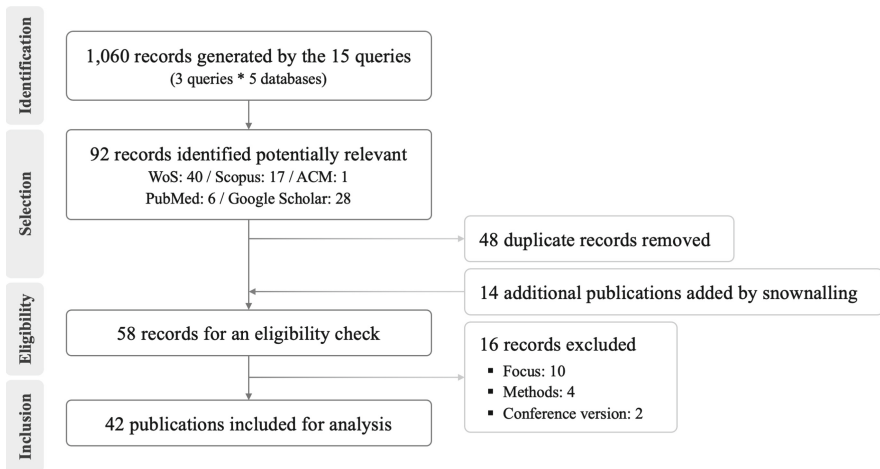 Identification
1,060 records generated by the 15 queries
(3 queries * 5 databases)
Selection
92 records identified potentially relevant
WoS: 40 / Scopus: 17 / ACM: 1
PubMed: 6 / Google Scholar: 28
48 duplicate records removed
14 additional publications added by snownalling
Eligibility
58 records for an eligibility check
16 records excluded
▪ Focus: 10
▪ Methods: 4
▪ Conference version: 2
Inclusion
42 publications included for analysis